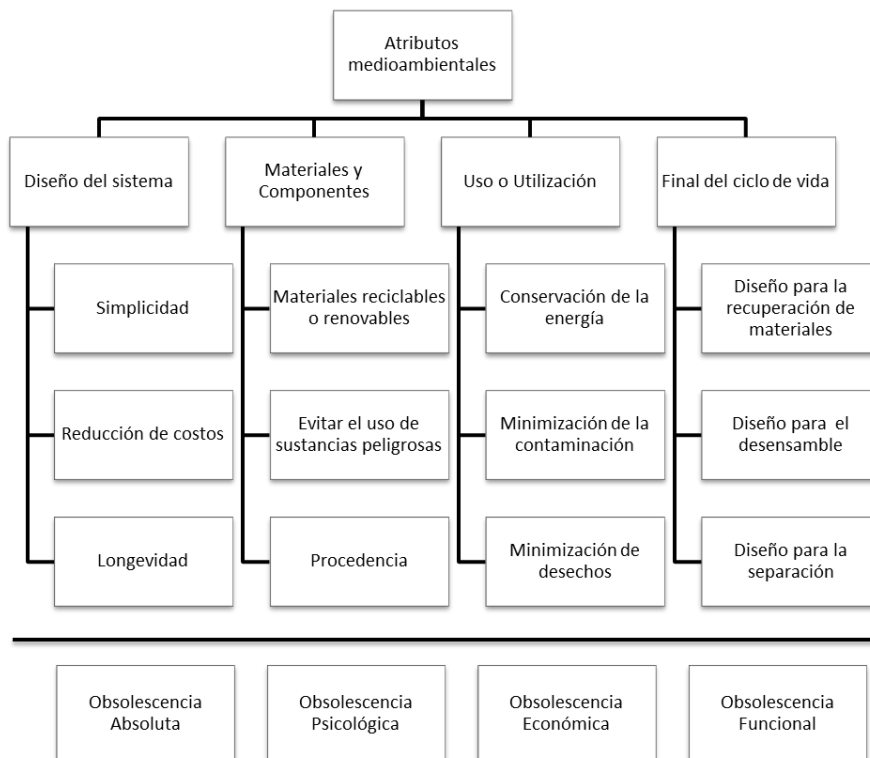 Atributos
medioambientales
Diseño del sistema
Materiales y
Componentes
Uso o Utilización
Final del ciclo de vida
Simplicidad
Materiales reciclables
o renovables
Conservación de la
energía
Diseño para la
recuperación de
materiales
Reducción de costos
Evitar el uso de
sustancias peligrosas
Minimización de la
contaminación
Diseño para el
desensamble
Longevidad
Procedencia
Minimización de
desechos
Diseño para la
separación
Obsolescencia
Absoluta
Obsolescencia
Psicológica
Obsolescencia
Económica
Obsolescencia
Funcional